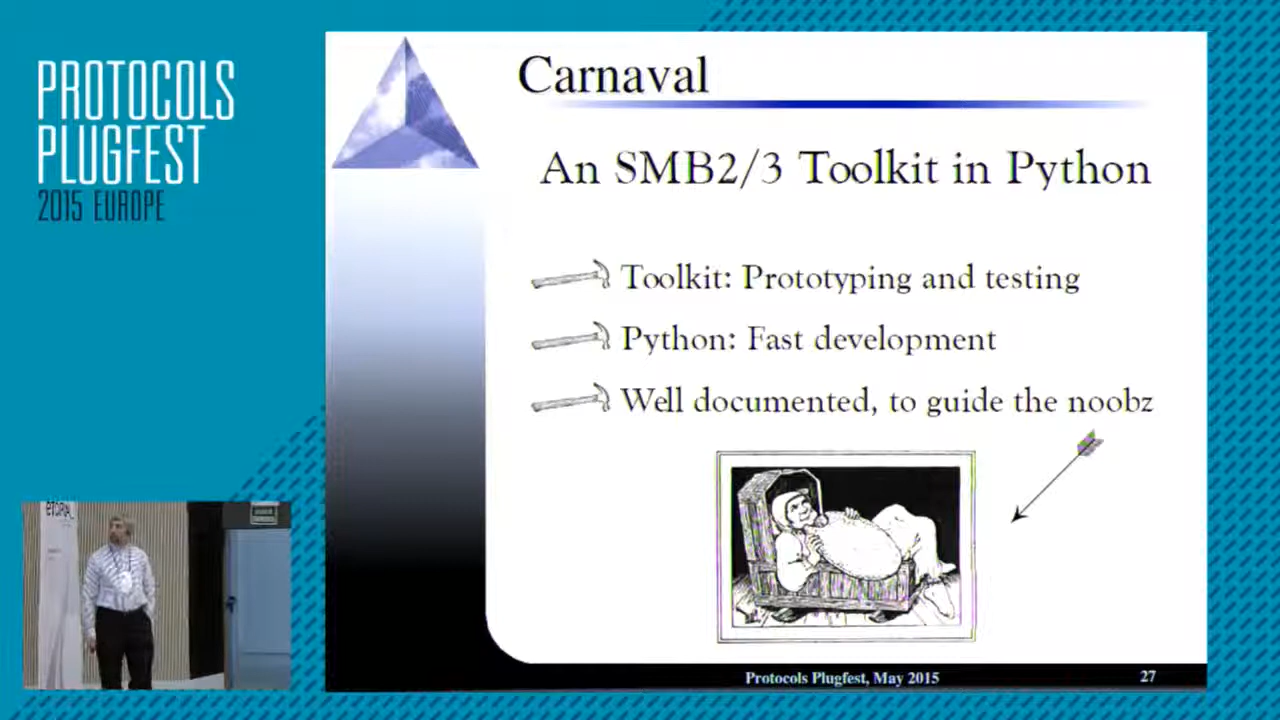 PROTOCOLS
PLUGFEST
2015 EUROPE
Carnaval
An SMB2/3 Toolkit in Python
Toolkit: Prototyping and testing
Python: Fast development
Well documented, to guide the noobz
Protocols Plugfest, May 2015
27